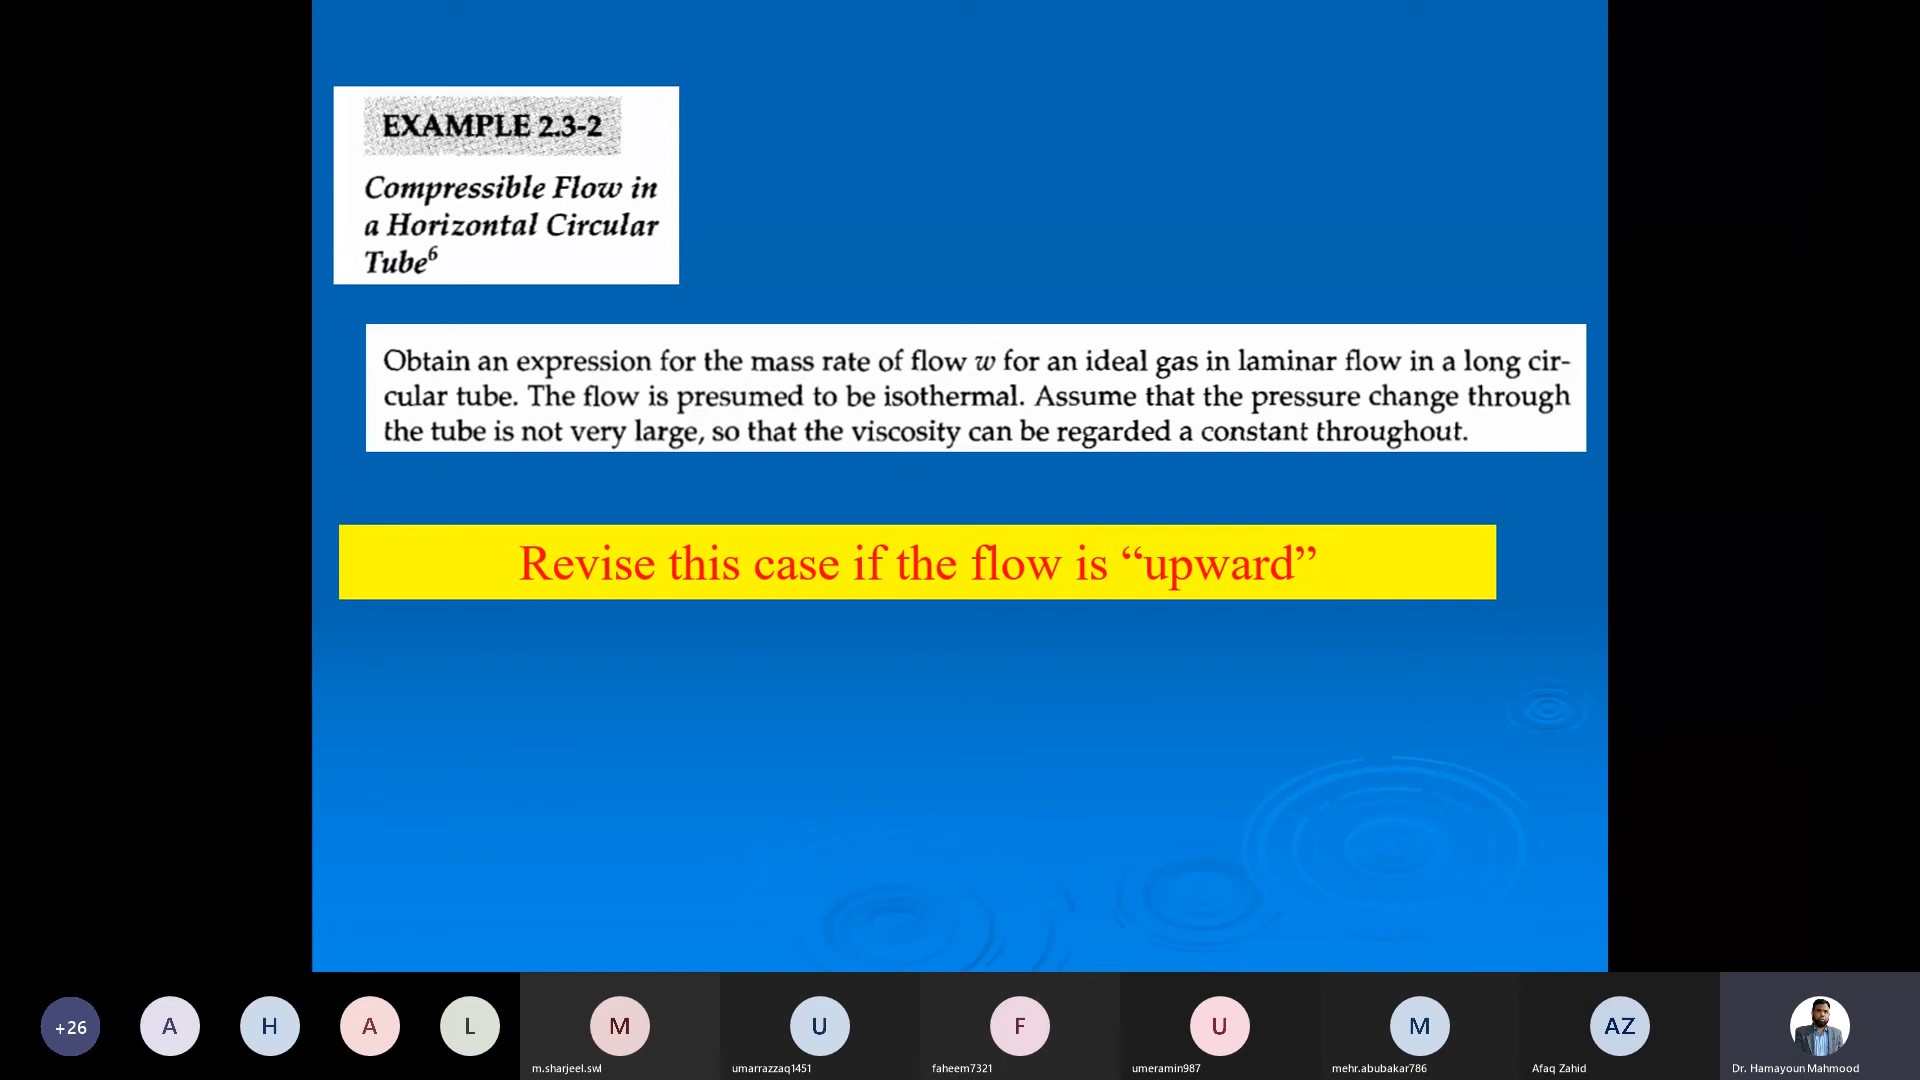 EXAMPLE 2.3-2
Compressible Flow in
a Horizontal Circular
Tube⁶
Obtain an expression for the mass rate of flow w for an ideal gas in laminar flow in a long cir-
cular tube. The flow is presumed to be isothermal. Assume that the pressure change through
the tube is not very large, so that the viscosity can be regarded a constant throughout.
Revise this case if the flow is “upward”
+26
A
H
A
L
M
U
F
U
M
AZ
m.sharjeel.swl
umarrazzaq1451
faheem7321
umeramin987
mehr.abubakar786
Afaq Zahid
Dr. Hamayoun Mahmood